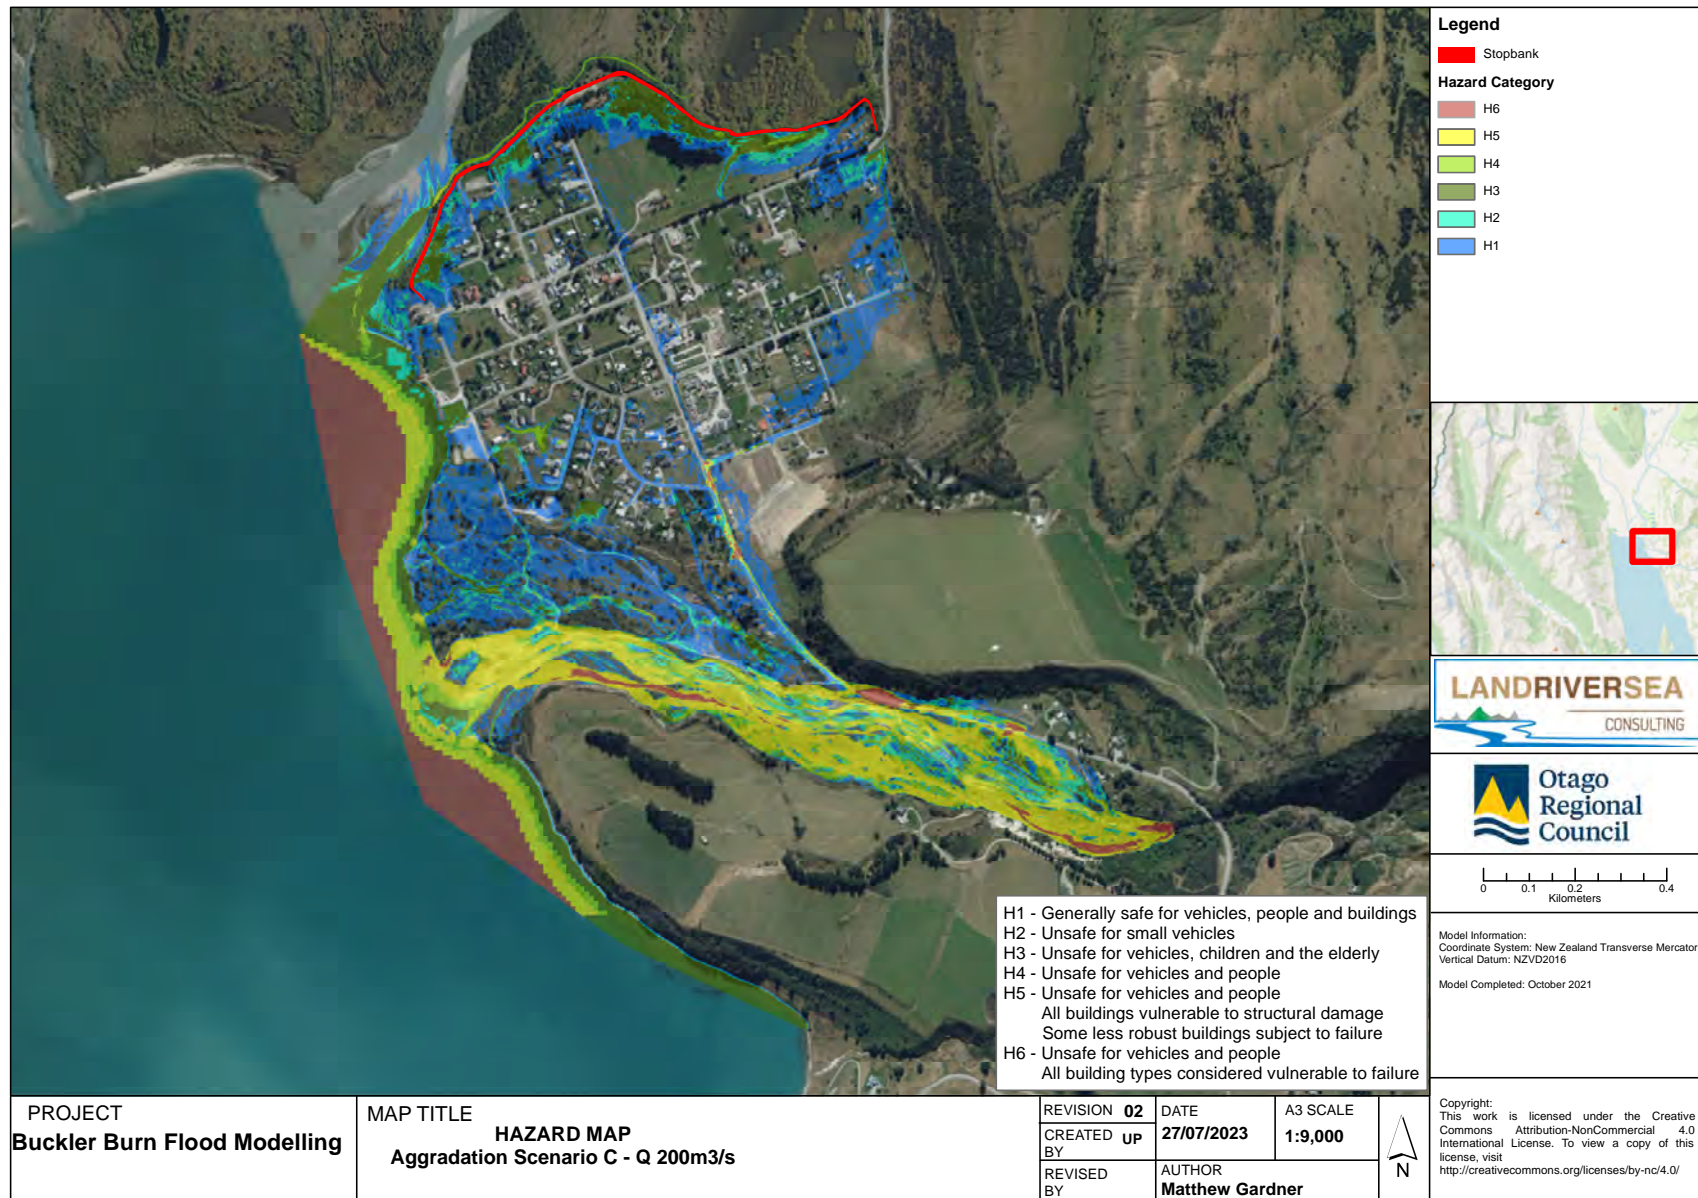 Legend
Stopbank
Hazard Category
H6
H5
H4
H3
H2
H1
LANDRIVERSEA
CONSULTING
Otago
Regional
Council
0 0.1 0.2 0.4
Kilometers
Model Information:
Coordinate System: New Zealand Transverse Mercator
Vertical Datum: NZVD2016
Model Completed: October 2021
Copyright:
This work is licensed under the Creative
Commons Attribution-NonCommercial 4.0
International License. To view a copy of this
license, visit
http://creativecommons.org/licenses/by-nc/4.0/
H1 - Generally safe for vehicles, people and buildings
H2 - Unsafe for small vehicles
H3 - Unsafe for vehicles, children and the elderly
H4 - Unsafe for vehicles and people
H5 - Unsafe for vehicles and people
All buildings vulnerable to structural damage
Some less robust buildings subject to failure
H6 - Unsafe for vehicles and people
All building types considered vulnerable to failure
PROJECT
Buckler Burn Flood Modelling
MAP TITLE
HAZARD MAP
Aggradation Scenario C - Q 200m3/s
REVISION 02
CREATED BY UP
REVISED BY
DATE
27/07/2023
A3 SCALE
1:9,000
AUTHOR
Matthew Gardner
N